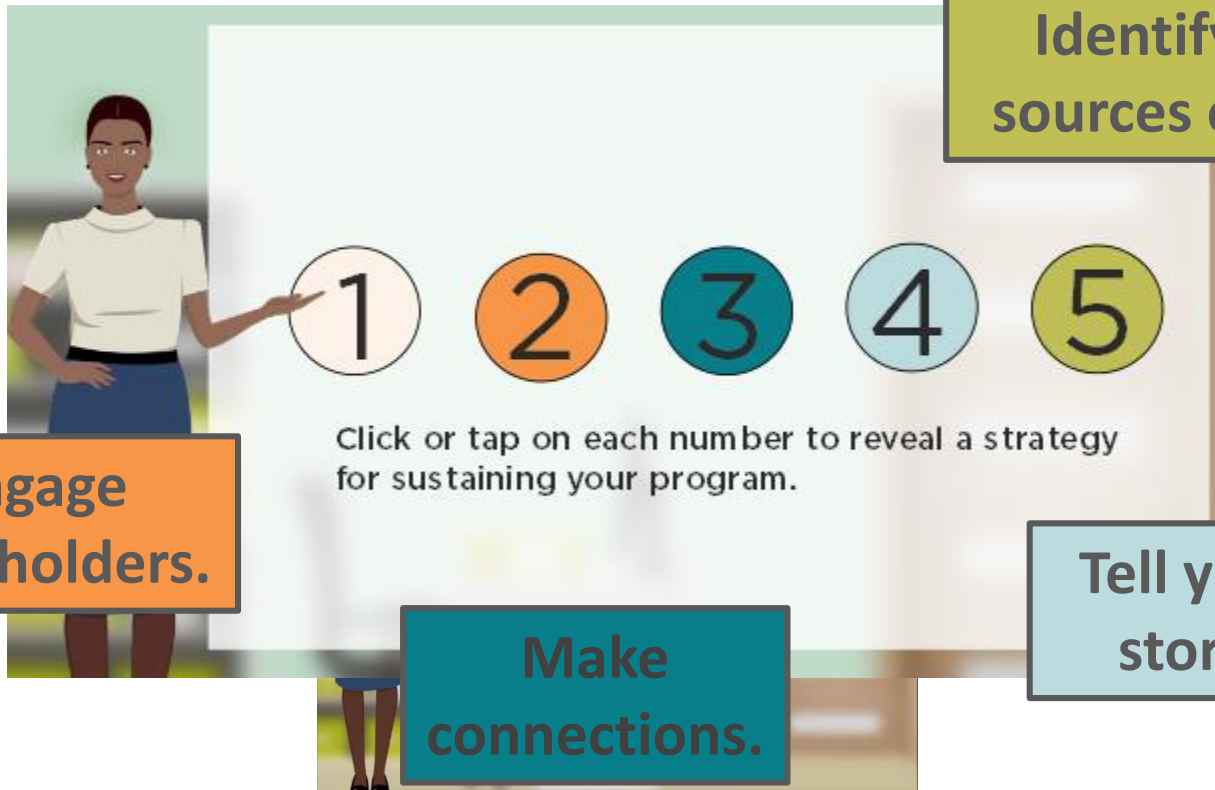 Identify
sources
1 2 3 4 5
Click or tap on each number to reveal a strategy
for sustaining your program.
gage
holders.
Tell y
stor
Make
connections.